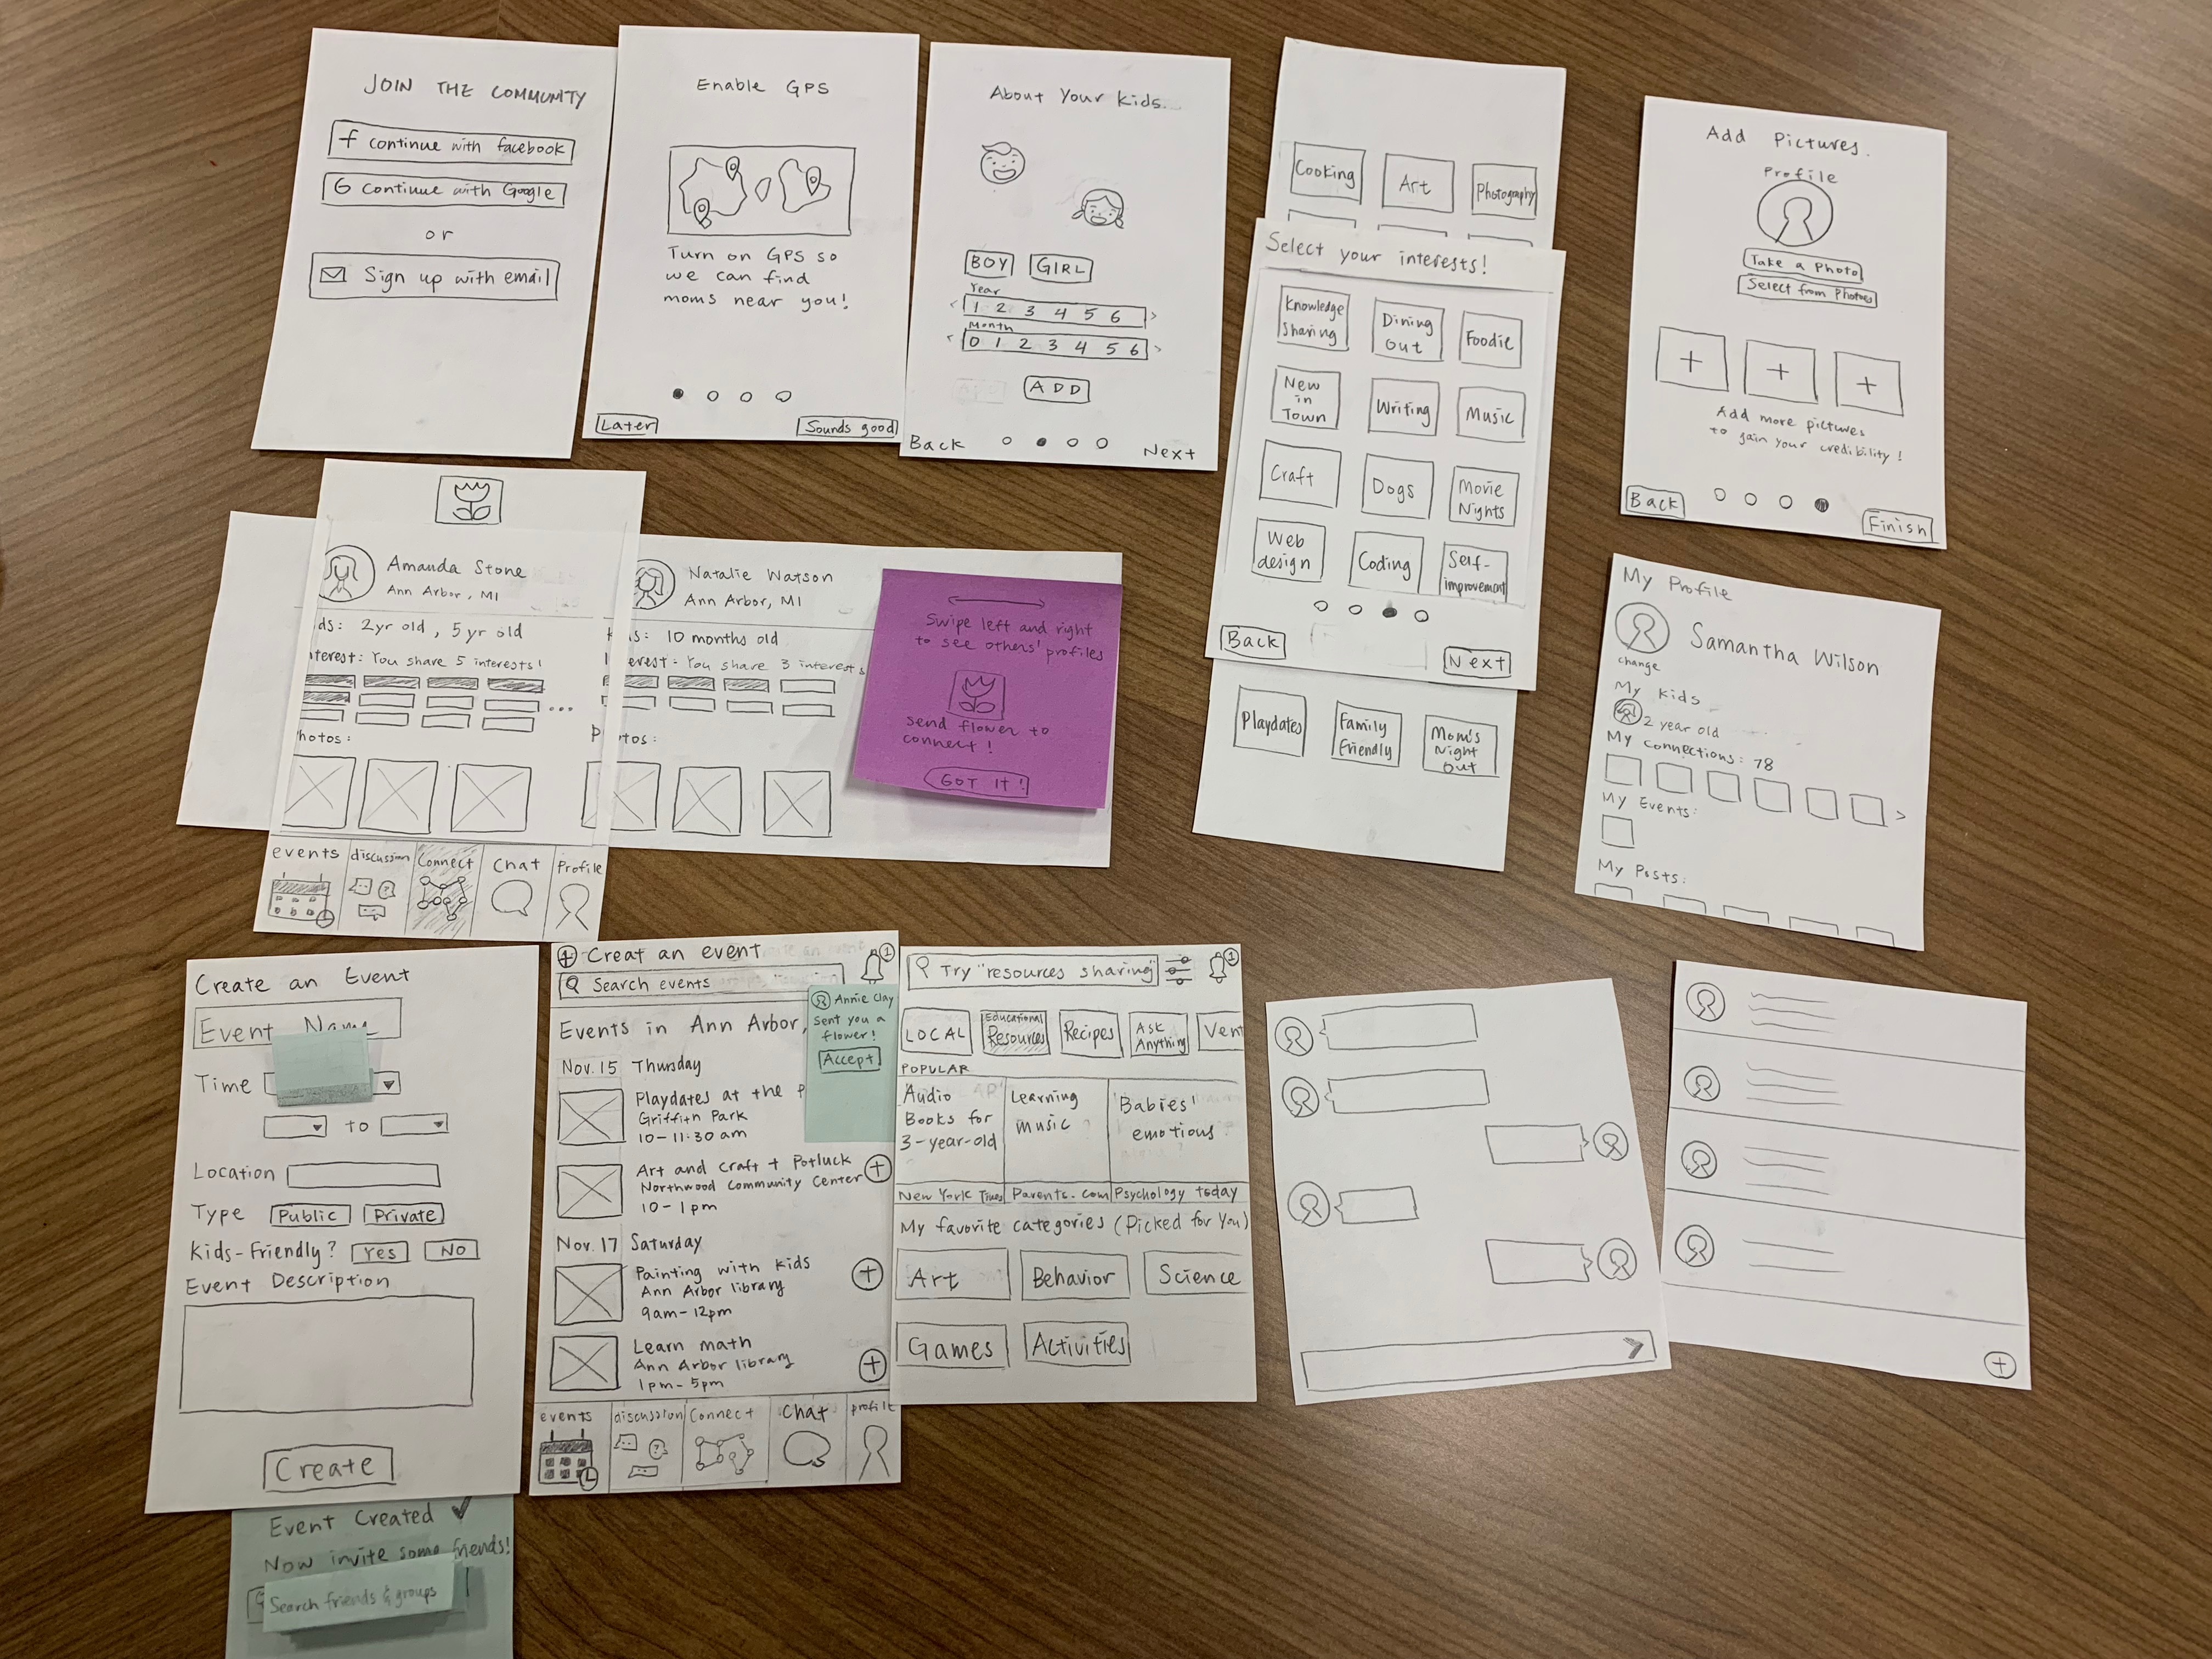 JOIN THE COMMUNITY
f continue with facebook
G continue with Google
or
Sign up with email
Enable GPS
Turn on GPS so
we can find
moms near you!
Later
Sounds good
About Your Kids..
BOY
GIRL
Year
< 1 2 3 4 5 6 >
Month
< 0 1 2 3 4 5 6 >
ADD
Back
Next
Cooking
Art
Photography
Select your interests!
Knowledge
Sharing
Dining
Out
Foodie
New
in
Town
Writing
Music
Craft
Dogs
Movie
Nights
Web
design
Coding
Self-
improvement
Back
Next
Playdates
Family
Friendly
Mom's
Night
Out
Add Pictures.
Profile
Take a Photo
Select from Photos
+ + +
Add more pictures
to gain your credibility!
Back
Finish
Amanda Stone
Ann Arbor, MI
ds: 2yr old, 5yr old
terest: You share 5 interests!
...
hotos:
events
discussion
Connect
Chat
Profile
Natalie Watson
Ann Arbor, MI
s: 10 months old
erest: You share 3 interests
Photos:
Swipe left and right
to see others' profiles
send flower to
connect!
GOT IT!
My Profile
Samantha Wilson
change
My Kids
2 year old
My Connections: 78
>
My Events:
My Posts:
Create an Event
Event Name
Time
to
Location
Type Public Private
Kids-Friendly? Yes No
Event Description
Create
Event Created ✓
Now invite some friends!
Search friends & groups
+ Creat an event
1
Search events
Events in Ann Arbor,
Annie Clay
sent you a
flower!
Accept
Nov. 15 Thursday
Playdates at the P
Griffith Park
10-11:30 am
Art and Craft + Potluck
Northwood Community Center
10-1pm
+
Nov. 17 Saturday
Painting with Kids
Ann Arbor library
9am-12pm
+
Learn math
Ann Arbor library
1pm-5pm
+
events
discussion
Connect
Chat
profile
Try "resources sharing"
1
LOCAL
Educational
Resources
Recipes
Ask
Anything
Vent
POPULAR
Audio
Books for
3-year-old
New York Times
Learning
music
Parents.com
Babies'
emotions
Psychology today
My favorite categories (Picked for You)
Art
Behavior
Science
Games
Activities
+